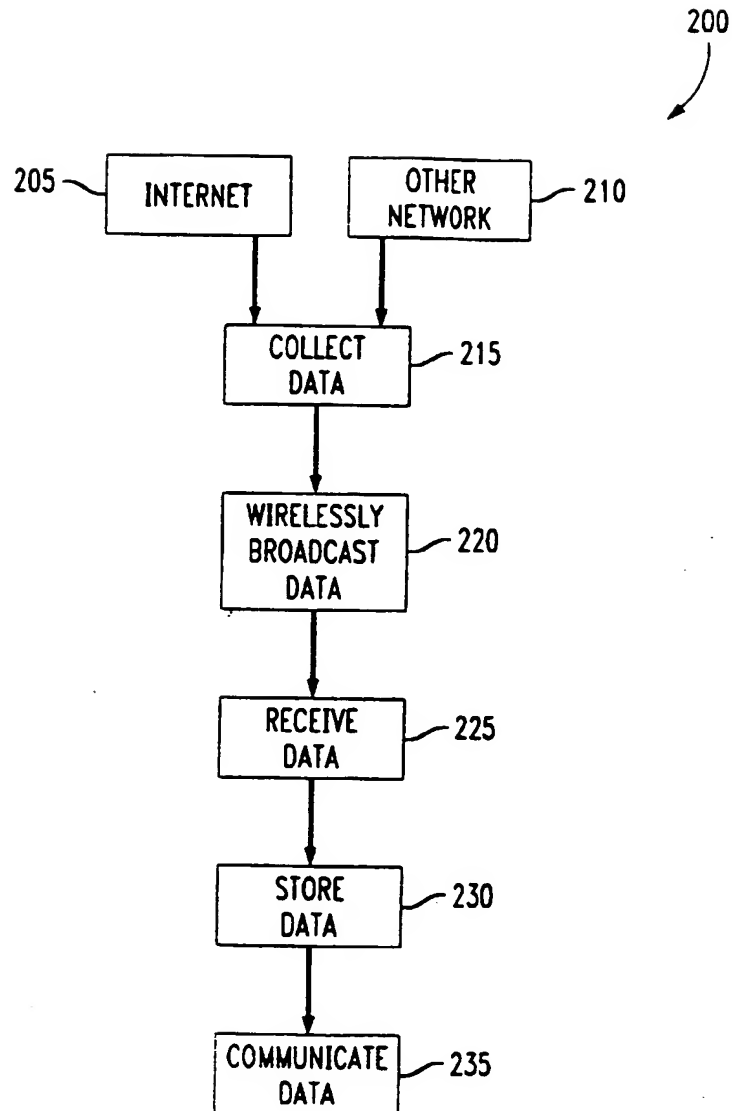 200
205
INTERNET
OTHER
NETWORK
210
COLLECT
DATA
215
WIRELESSLY
BROADCAST
DATA
220
RECEIVE
DATA
225
STORE
DATA
230
COMMUNICATE
DATA
235